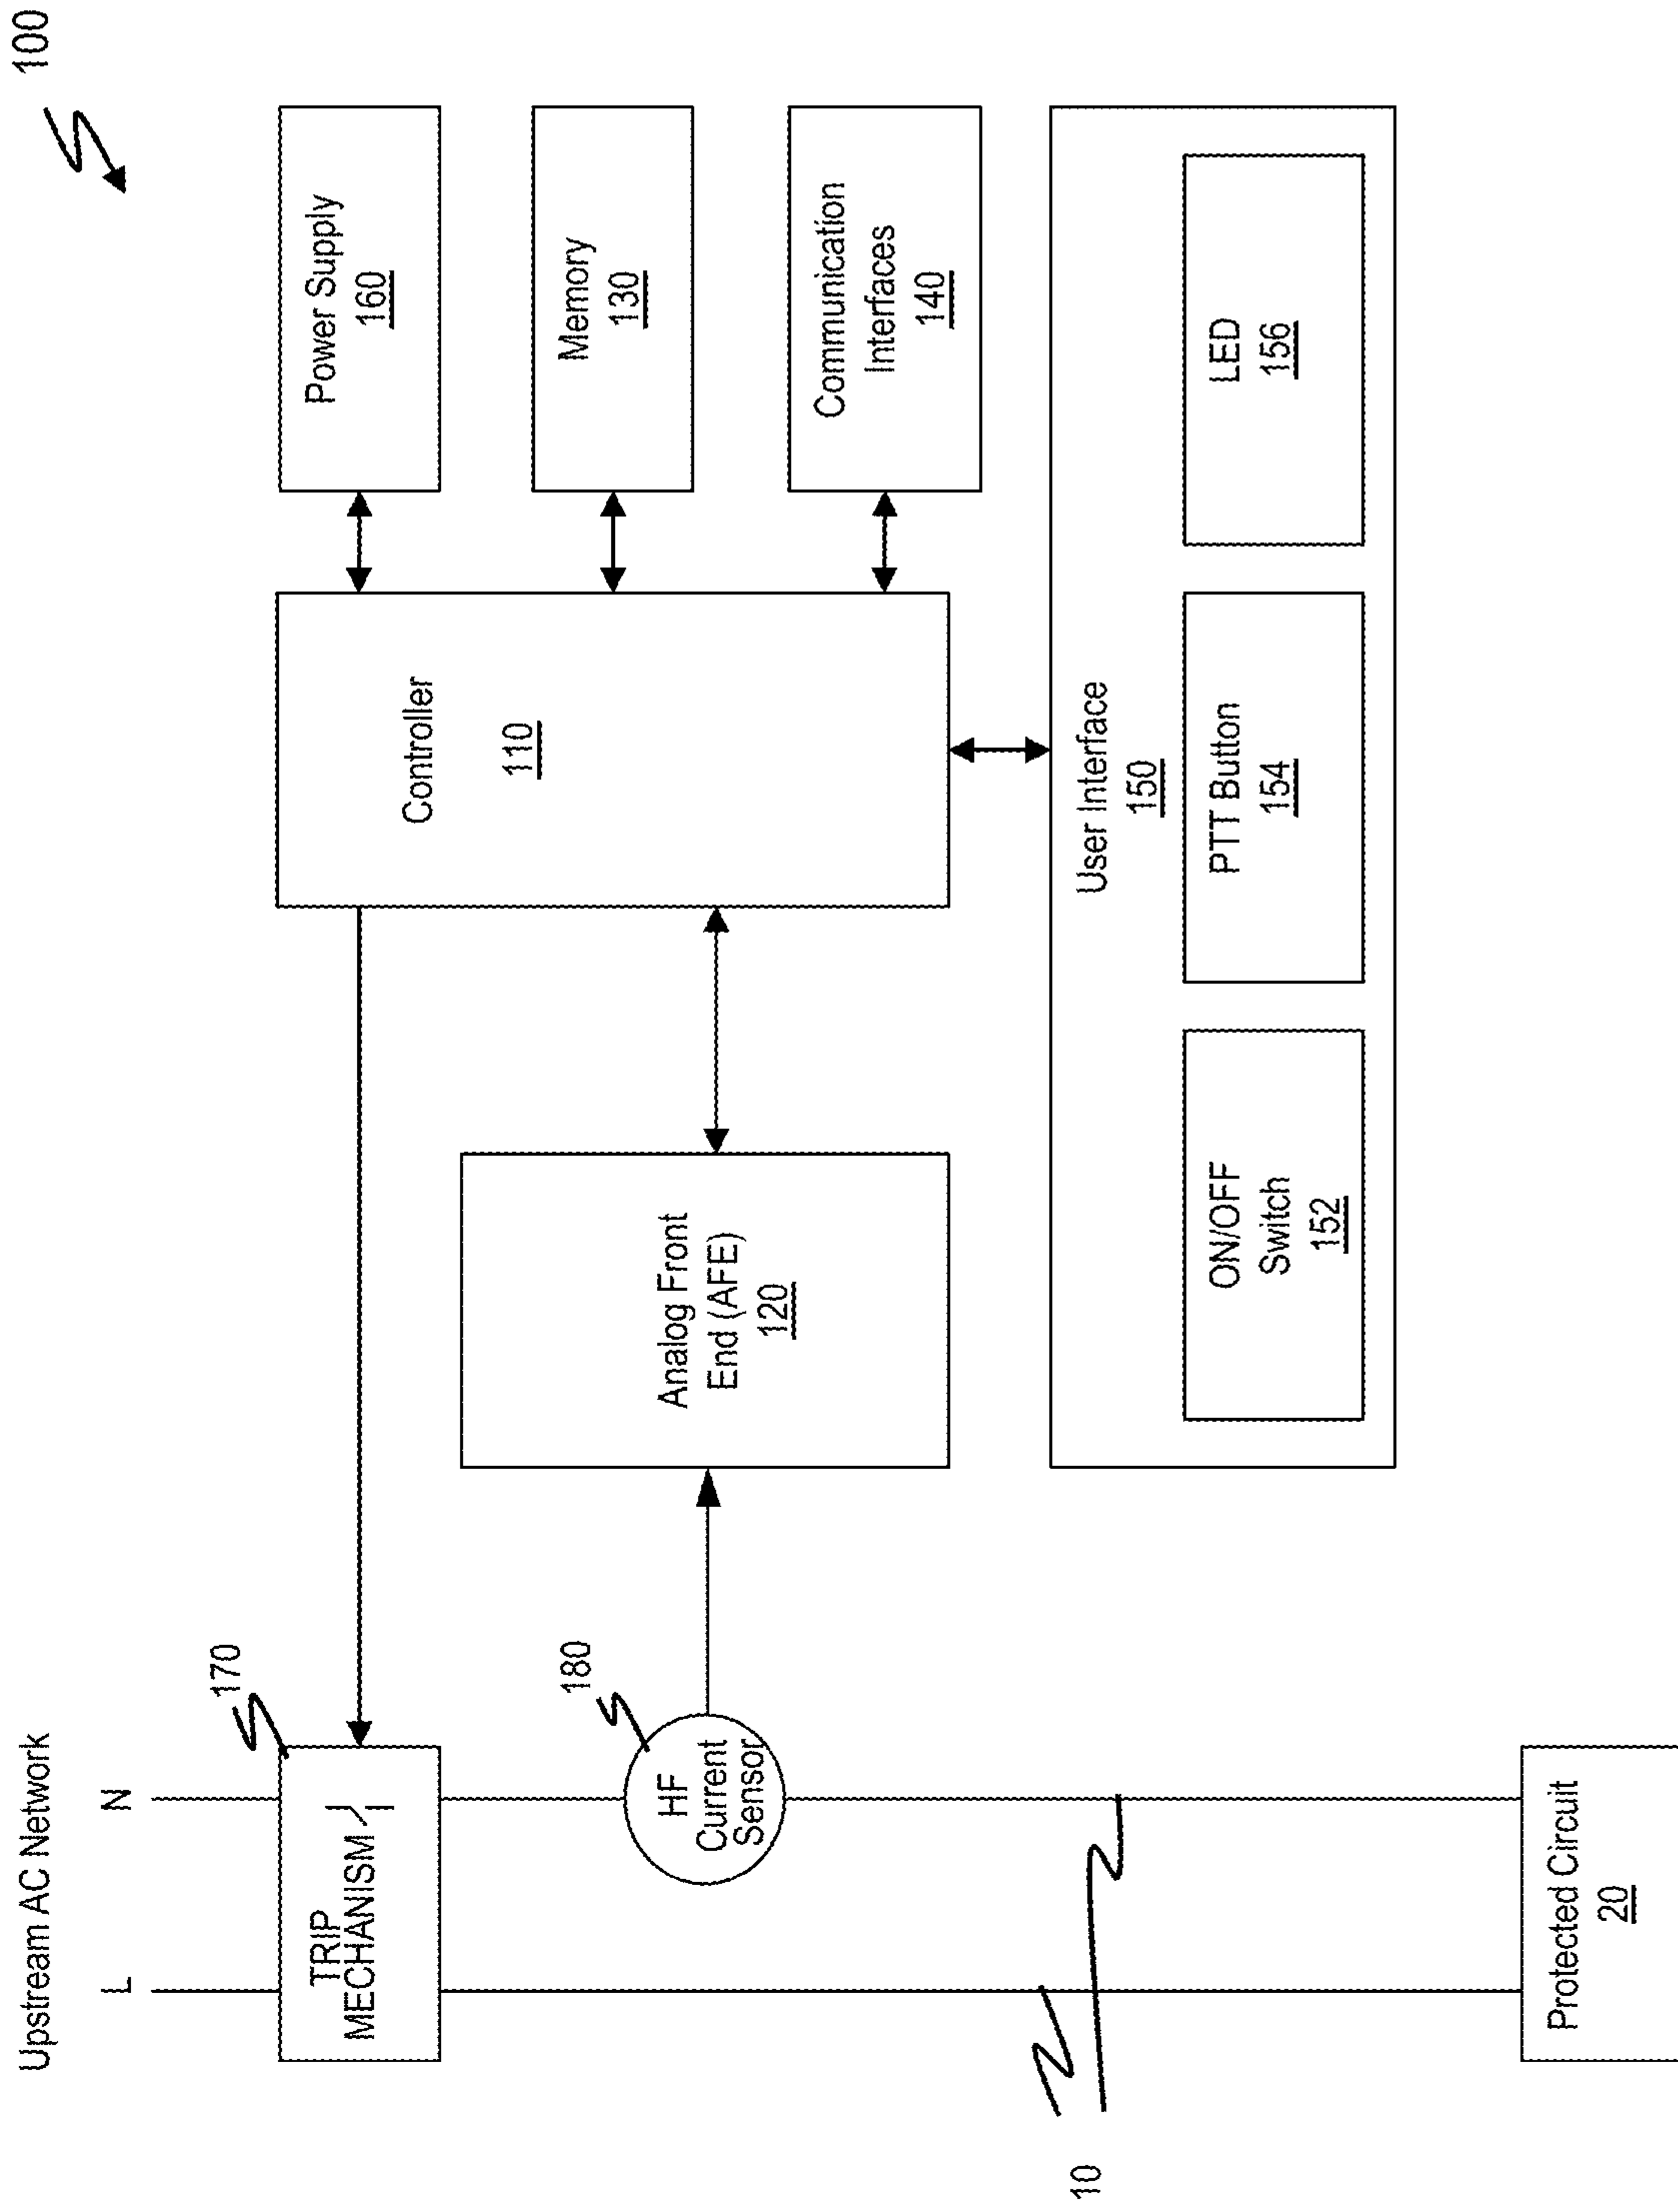 100
Upstream AC Network
L
N
170
TRIP
MECHANISM
180
HF
Current
Sensor
10
Protected Circuit
20
Analog Front
End (AFE)
120
Controller
110
Power Supply
160
Memory
130
Communication
Interfaces
140
User Interface
150
ON/OFF
Switch
152
PTT Button
154
LED
156